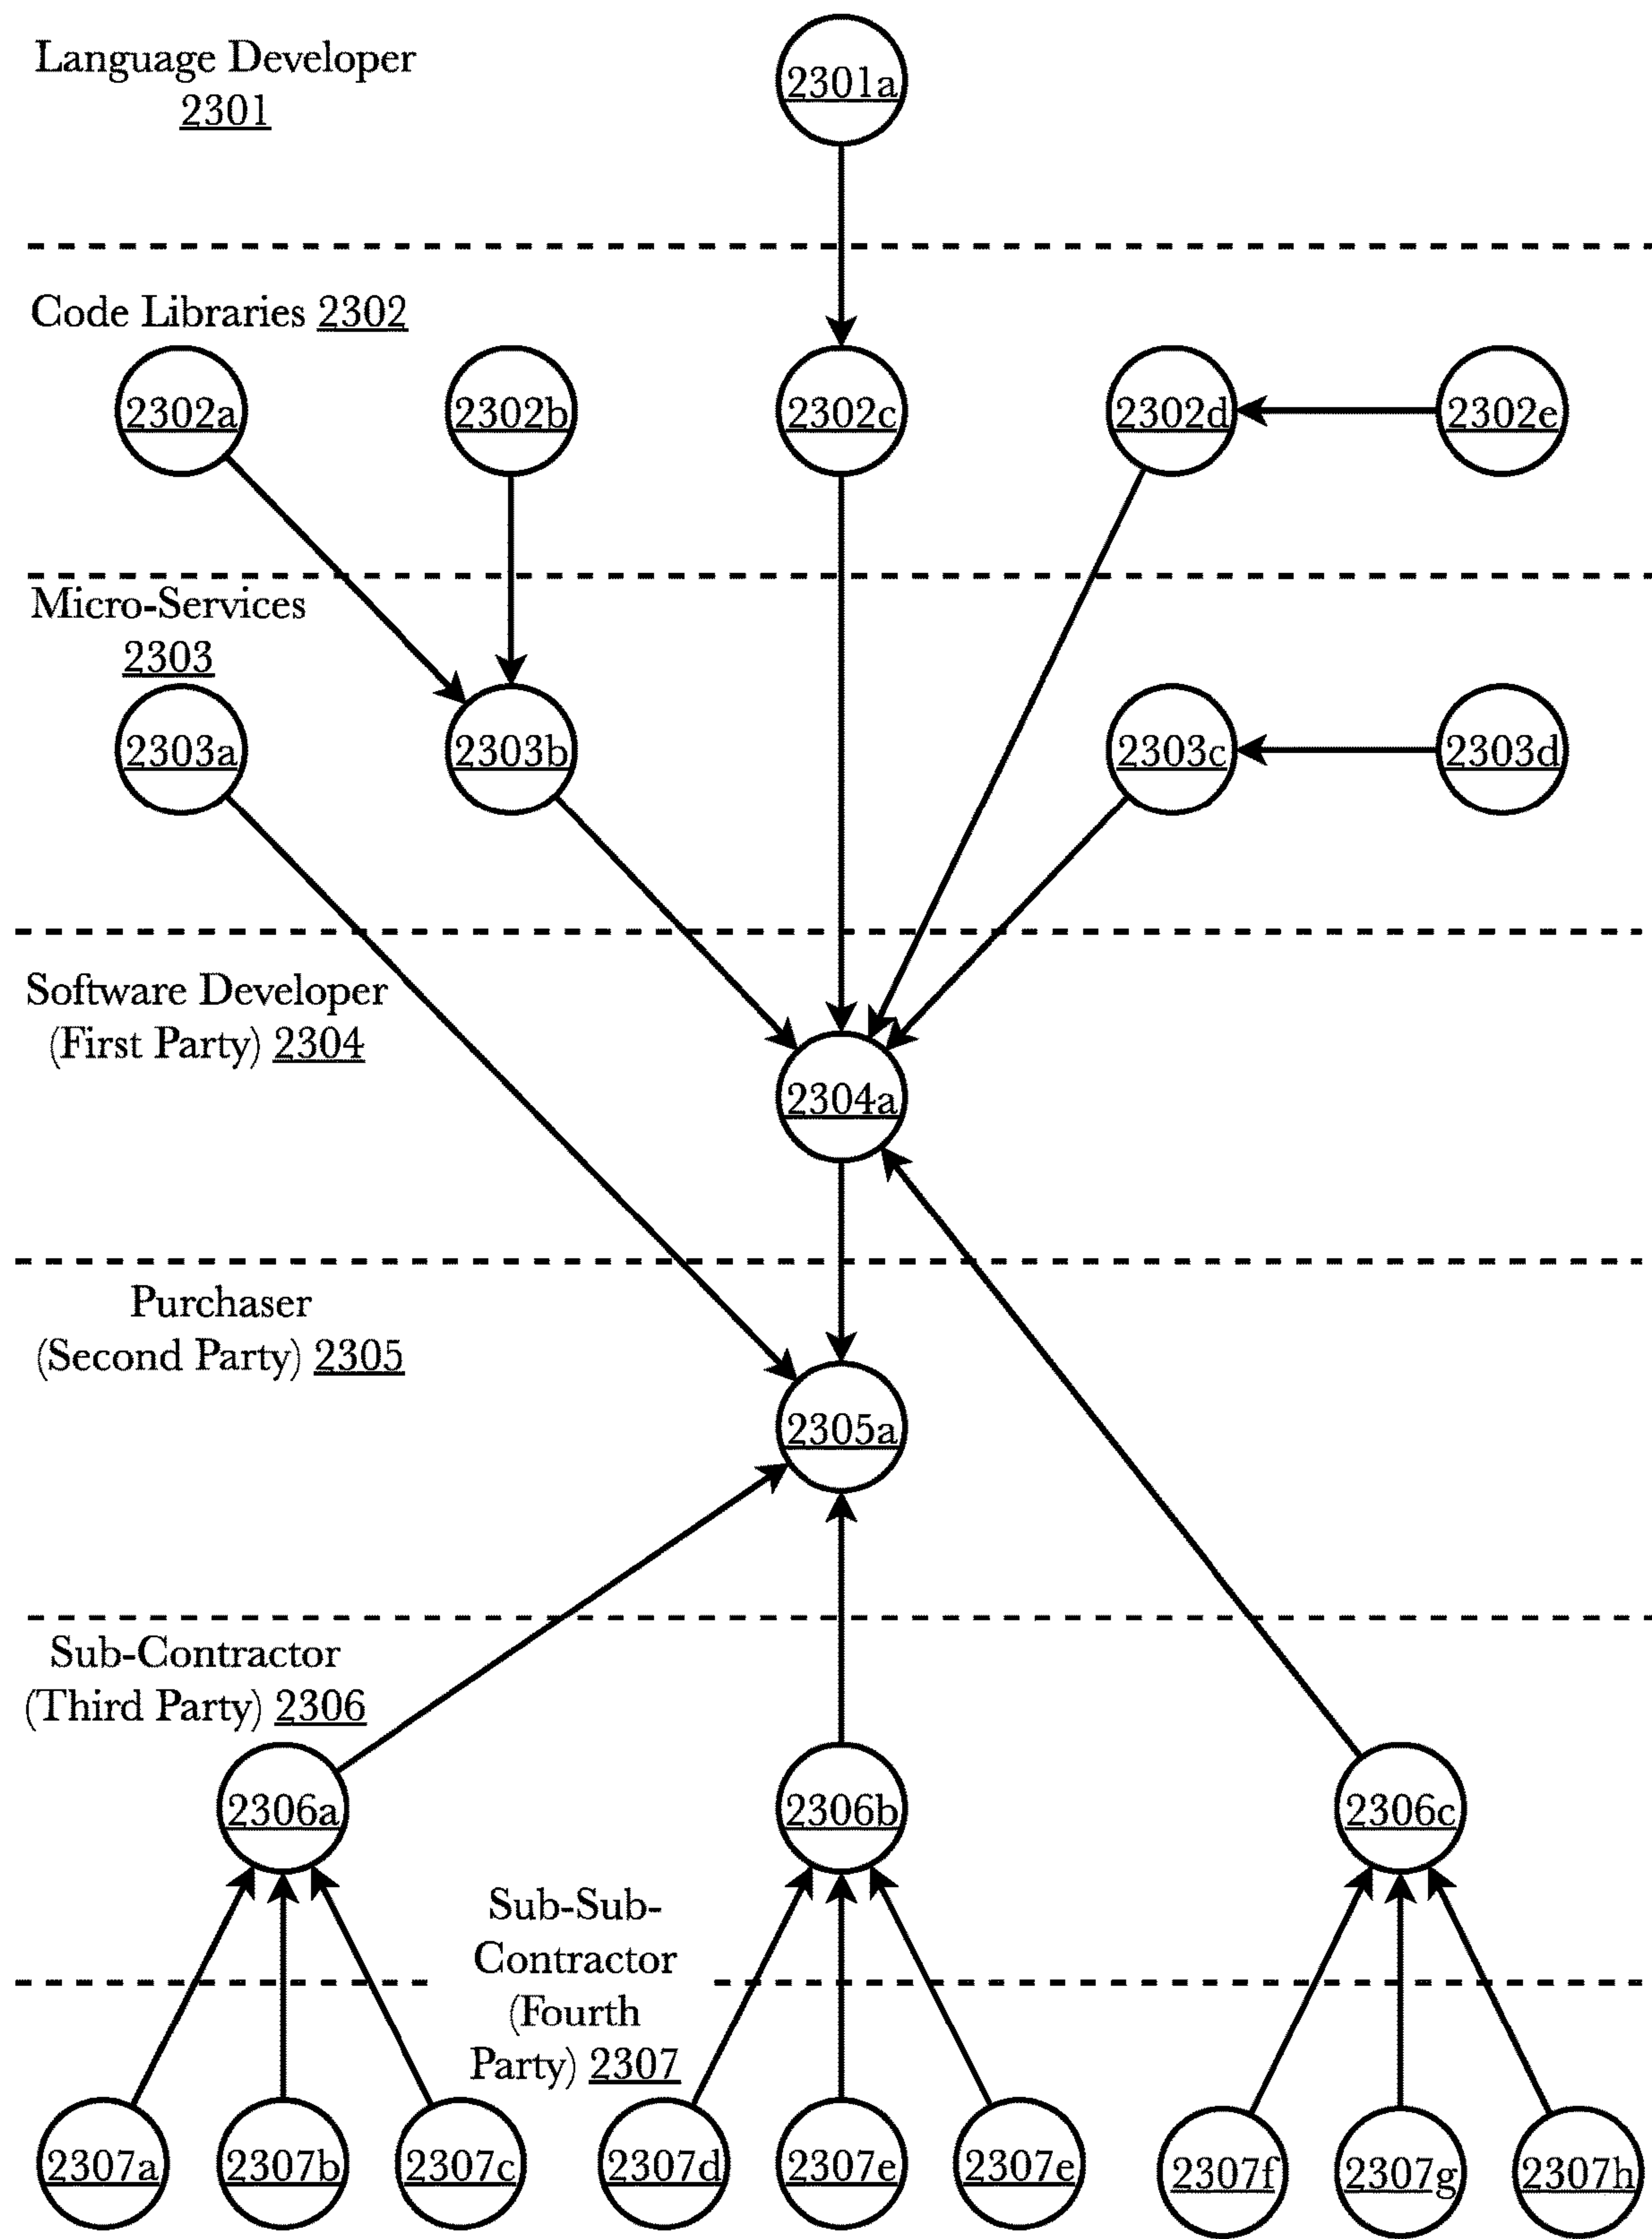 Language Developer
2301
2301a
Code Libraries 2302
2302a 2302b 2302c 2302d 2302e
Micro-Services
2303
2303a 2303b 2303c 2303d
Software Developer
(First Party) 2304
2304a
Purchaser
(Second Party) 2305
2305a
Sub-Contractor
(Third Party) 2306
2306a 2306b 2306c
Sub-Sub-
Contractor
(Fourth
Party) 2307
2307a 2307b 2307c 2307d 2307e 2307e 2307f 2307g 2307h